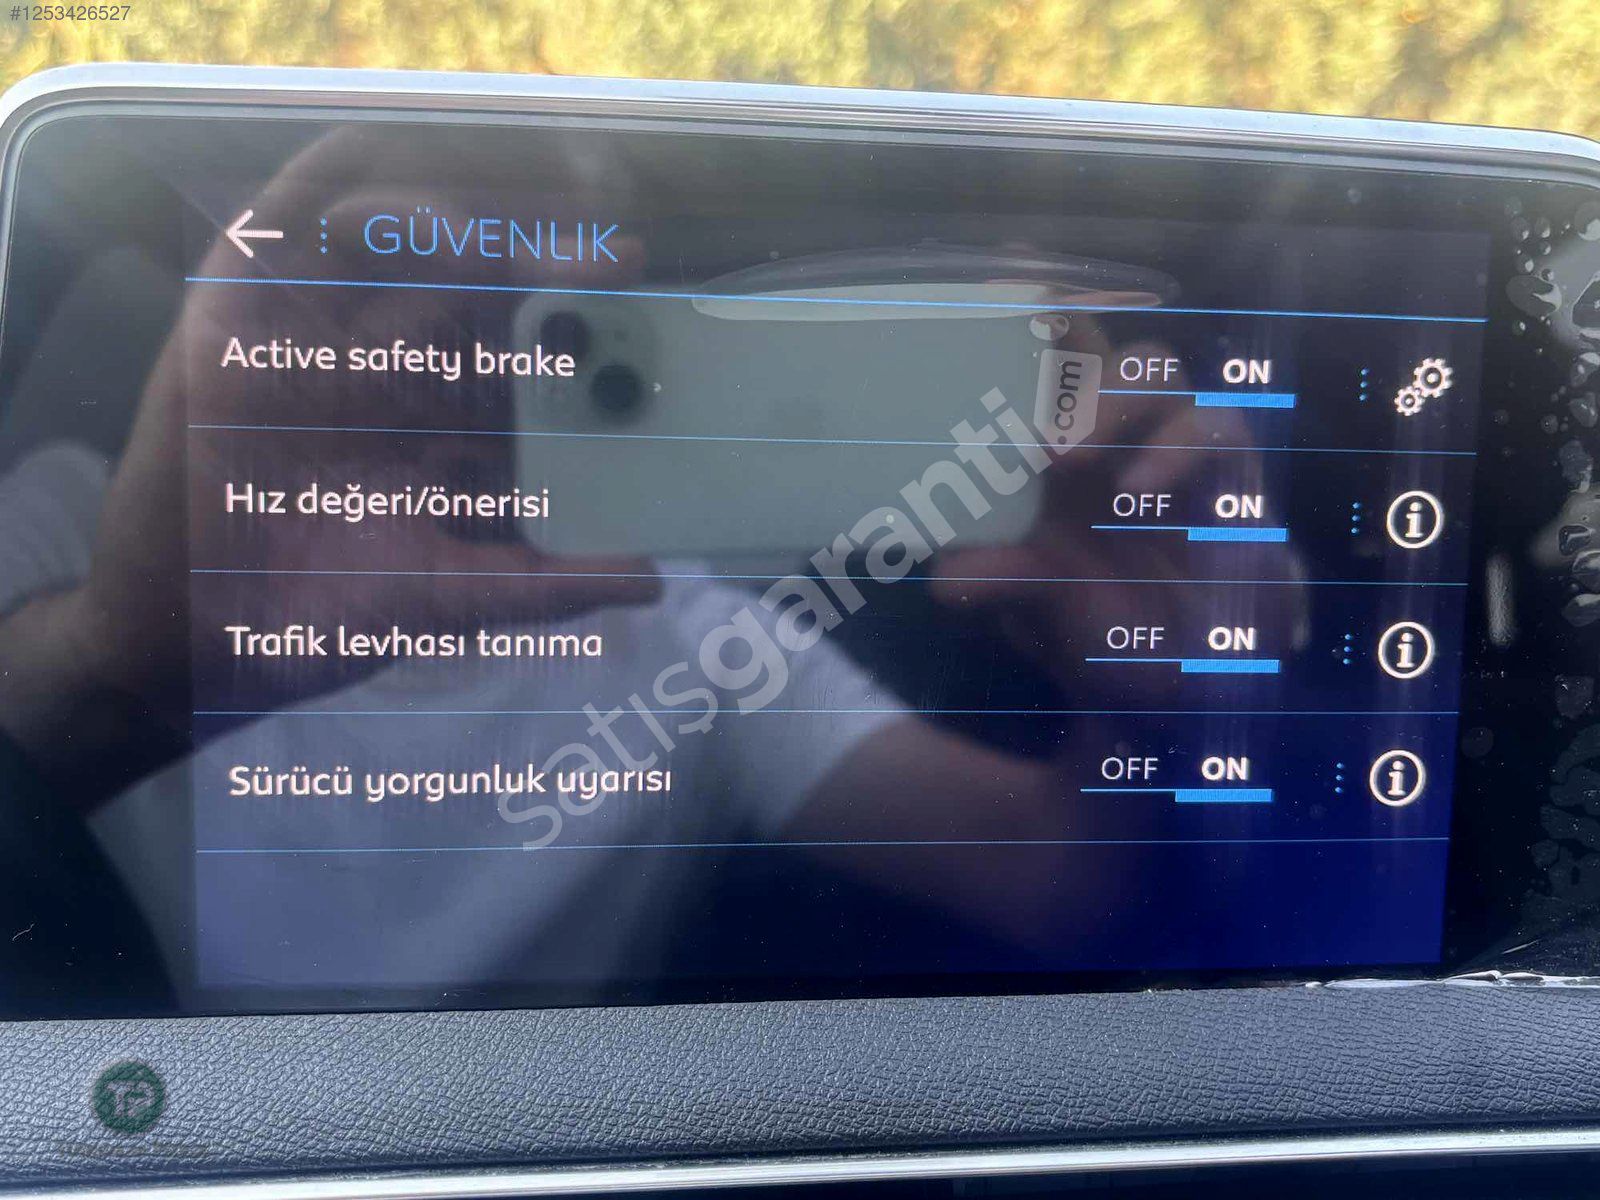 #1253426527
GÜVENLIK
Active safety brake OFF ON
Hız değeri/önerisi OFF ON
Trafik levhası tanıma OFF ON
Sürücü yorgunluk uyarısı OFF ON
satışgaranti.com